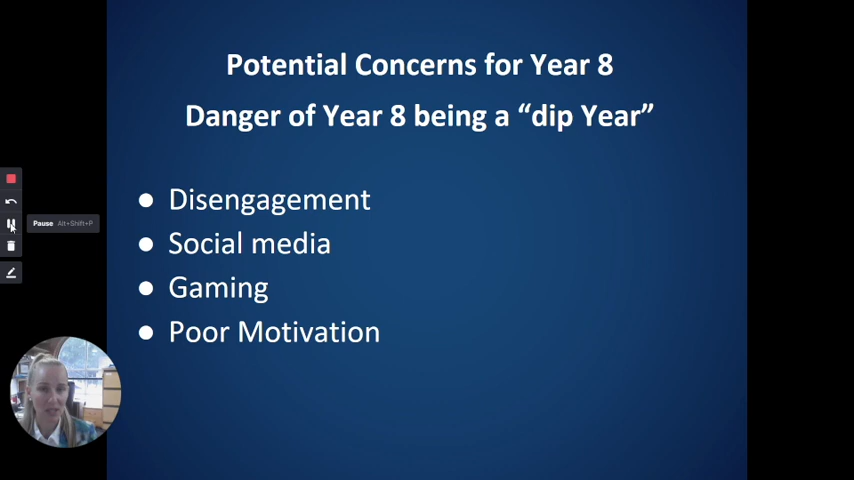 Potential Concerns for Year 8
Danger of Year 8 being a “dip Year”
● Disengagement
● Social media
Pause Alt+Shift+P
● Gaming
● Poor Motivation